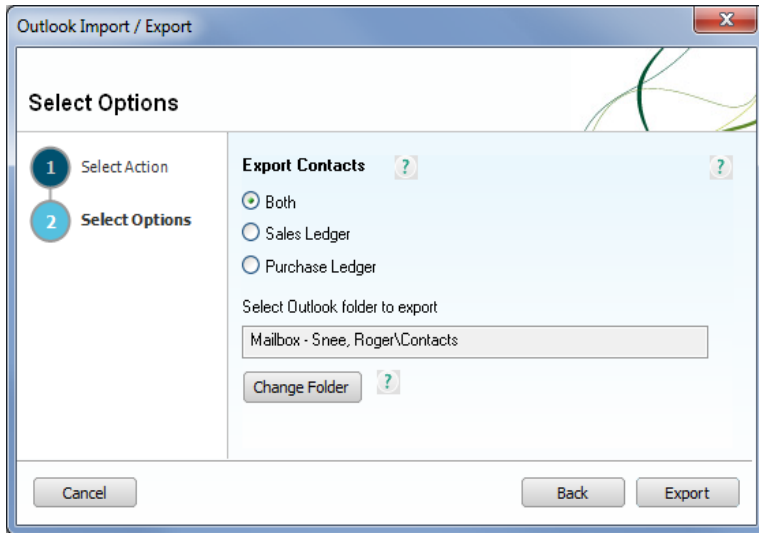 Outlook Import / Export
X
Select Options
1 Select Action
2 Select Options
Export Contacts ? ?
Both
Sales Ledger
Purchase Ledger
Select Outlook folder to export
Mailbox - Snee, Roger\Contacts
Change Folder ?
Cancel Back Export